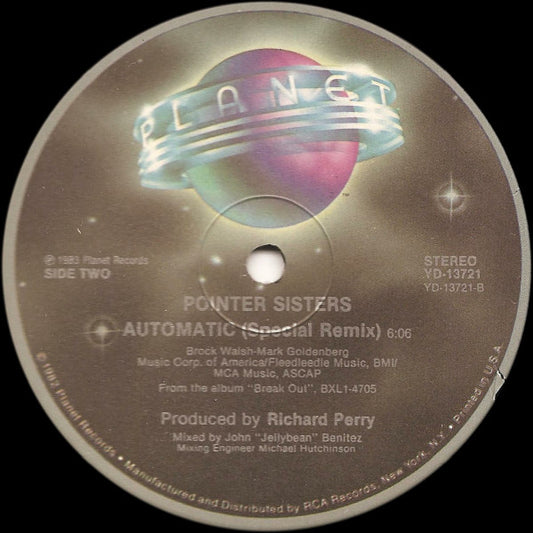 PLANET
TM
℗ 1983 Planet Records
SIDE TWO
STEREO
YD-13721
YD-13721-B
POINTER SISTERS
AUTOMATIC (Special Remix) 6:06
Brock Walsh-Mark Goldenberg
Music Corp. of America/Fleedleedle Music, BMI/
MCA Music, ASCAP
From the album "Break Out", BXL1-4705
Produced by Richard Perry
Mixed by John "Jellybean" Benitez
Mixing Engineer Michael Hutchinson
© 1982 Planet Records • Manufactured and Distributed by RCA Records, New York, N.Y. • Printed in U.S.A.